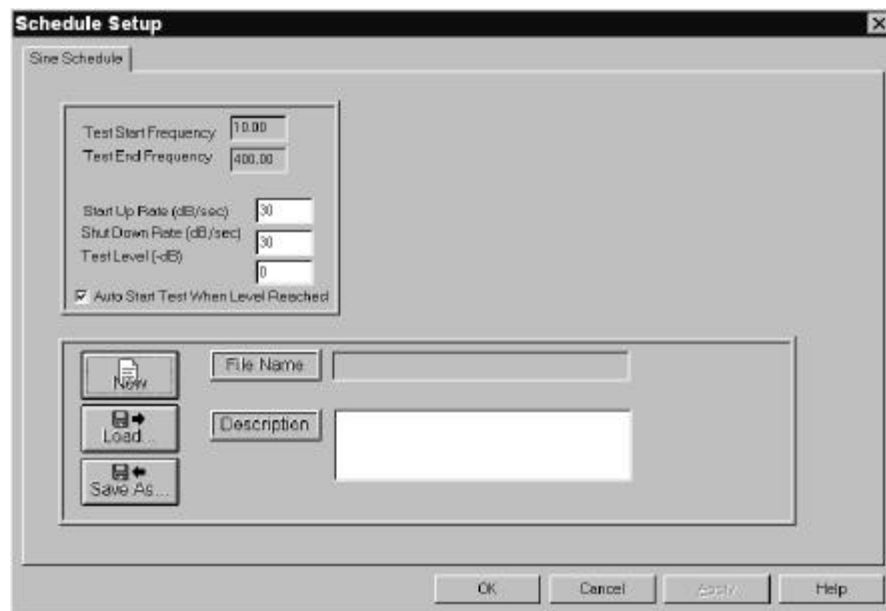 Schedule Setup
Sine Schedule
Test Start Frequency 10.00
Test End Frequency 400.00
Start Up Rate (dB/sec) 30
Shut Down Rate (dB/sec) 30
Test Level (-dB) 0
Auto Start Test When Level Reached
New
File Name
Load...
Description
Save As...
OK Cancel Apply Help